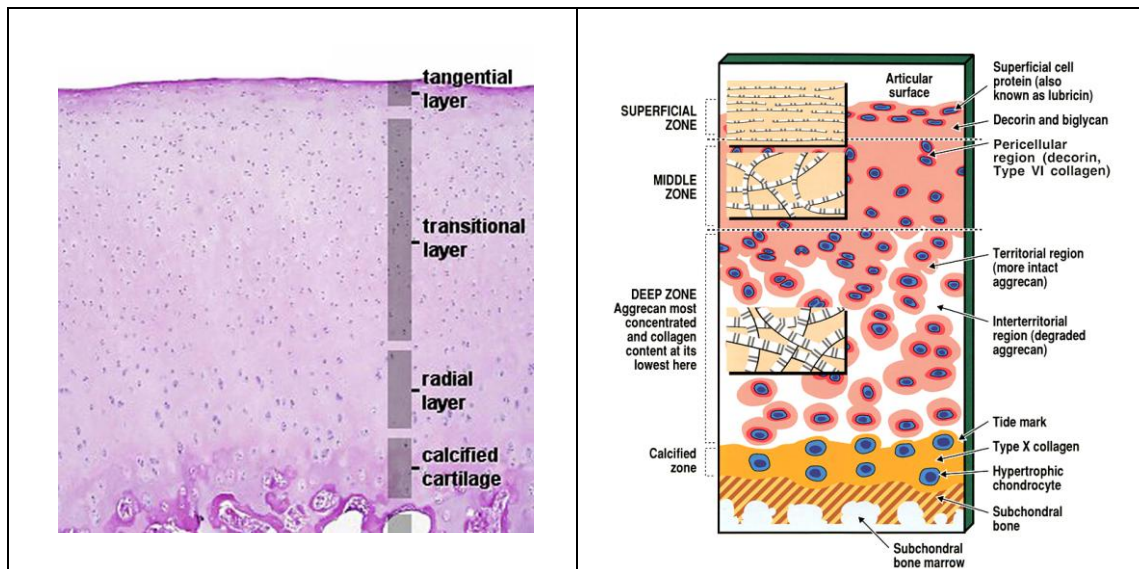 tangential
layer
transitional
layer
radial
layer
calcified
cartilage
SUPERFICIAL
ZONE
MIDDLE
ZONE
DEEP ZONE
Aggrecan most
concentrated
and collagen
content at its
lowest here
Calcified
zone
Articular
surface
Superficial cell
protein (also
known as lubricin)
Decorin and biglycan
Pericellular
region (decorin,
Type VI collagen)
Territorial region
(more intact
aggrecan)
Interterritorial
region (degraded
aggrecan)
Tide mark
Type X collagen
Hypertrophic
chondrocyte
Subchondral
bone
Subchondral
bone marrow